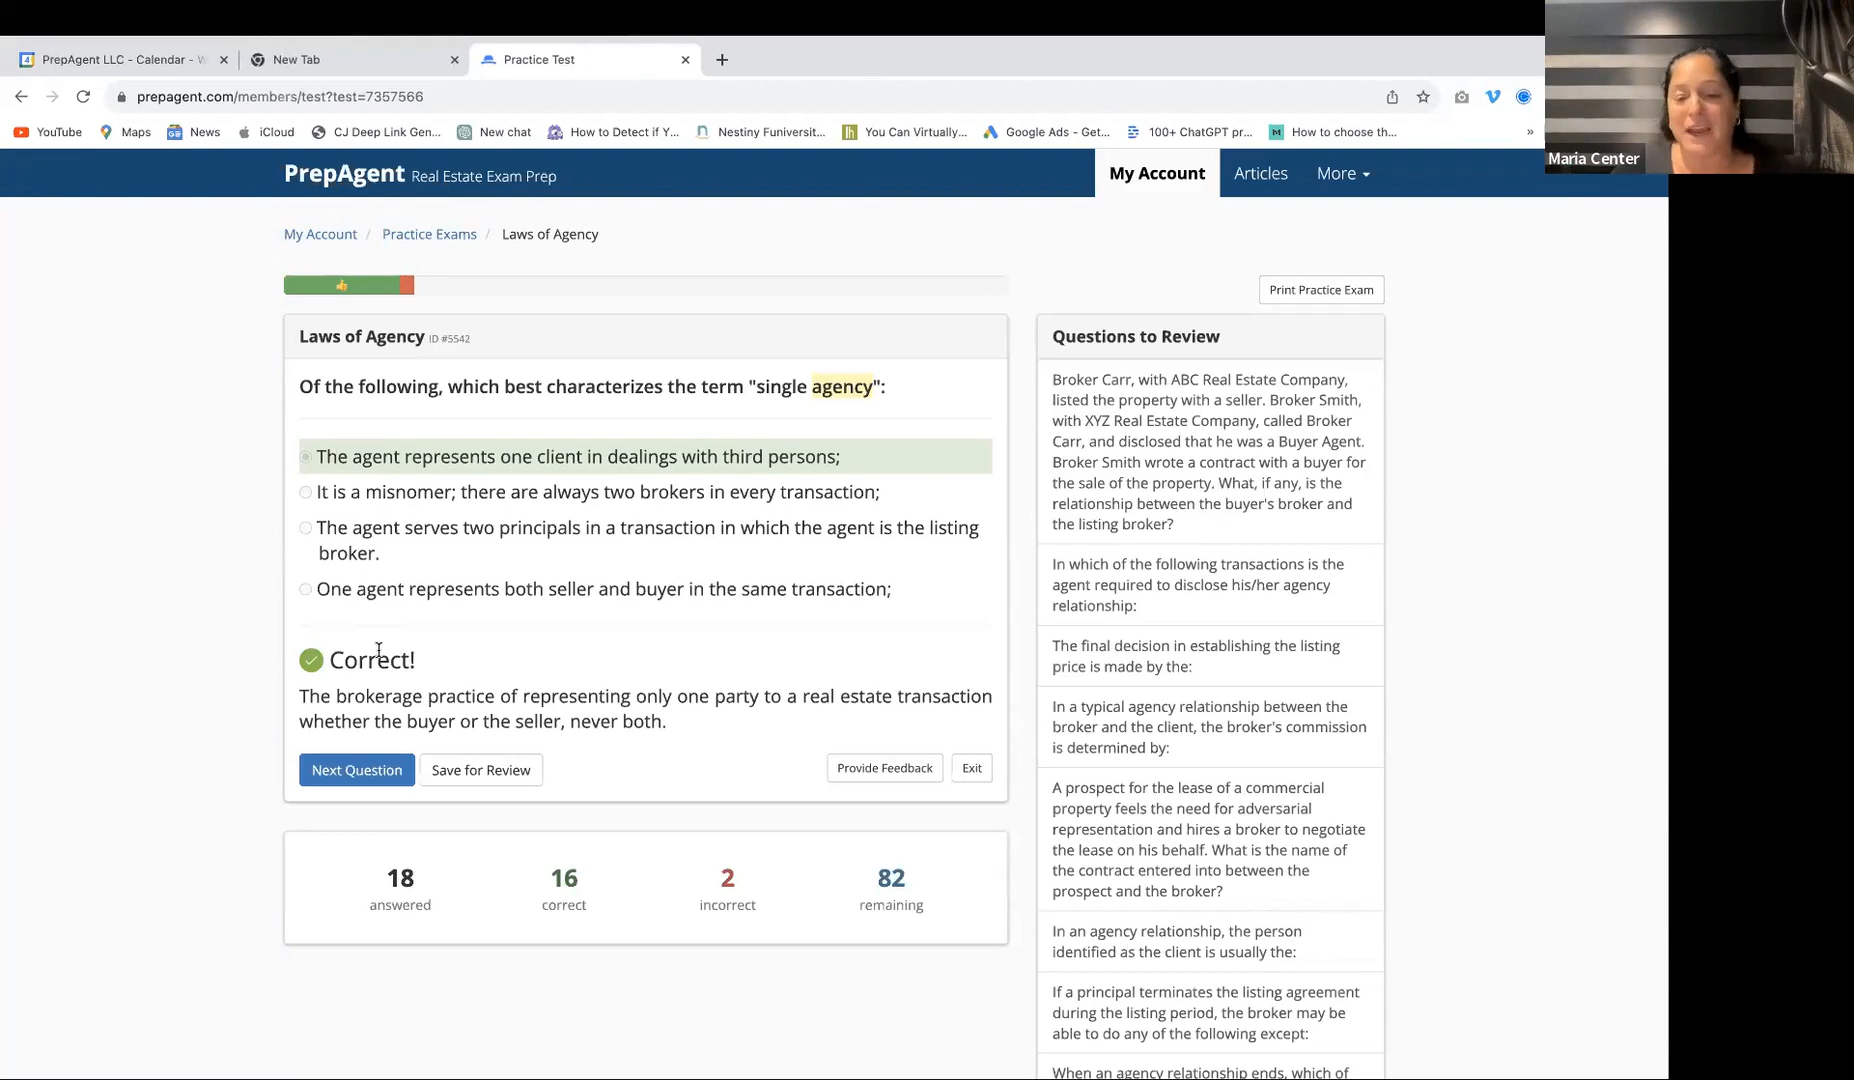 PrepAgent LLC - Calendar - W
New Tab
Practice Test
prepagent.com/members/test?test=7357566
YouTube
Maps
News
iCloud
CJ Deep Link Gen...
New chat
How to Detect if Y...
Nestiny Funiversit...
You Can Virtually...
Google Ads - Get...
100+ ChatGPT pr...
How to choose th...
»
Maria Center
PrepAgent Real Estate Exam Prep
My Account
Articles
More
My Account / Practice Exams / Laws of Agency
Print Practice Exam
Laws of Agency ID #5542
Of the following, which best characterizes the term "single agency":
The agent represents one client in dealings with third persons;
It is a misnomer; there are always two brokers in every transaction;
The agent serves two principals in a transaction in which the agent is the listing
broker.
One agent represents both seller and buyer in the same transaction;
Correct!
The brokerage practice of representing only one party to a real estate transaction
whether the buyer or the seller, never both.
Next Question
Save for Review
Provide Feedback
Exit
18
answered
16
correct
2
incorrect
82
remaining
Questions to Review
Broker Carr, with ABC Real Estate Company,
listed the property with a seller. Broker Smith,
with XYZ Real Estate Company, called Broker
Carr, and disclosed that he was a Buyer Agent.
Broker Smith wrote a contract with a buyer for
the sale of the property. What, if any, is the
relationship between the buyer's broker and
the listing broker?
In which of the following transactions is the
agent required to disclose his/her agency
relationship:
The final decision in establishing the listing
price is made by the:
In a typical agency relationship between the
broker and the client, the broker's commission
is determined by:
A prospect for the lease of a commercial
property feels the need for adversarial
representation and hires a broker to negotiate
the lease on his behalf. What is the name of
the contract entered into between the
prospect and the broker?
In an agency relationship, the person
identified as the client is usually the:
If a principal terminates the listing agreement
during the listing period, the broker may be
able to do any of the following except:
When an agency relationship ends, which of